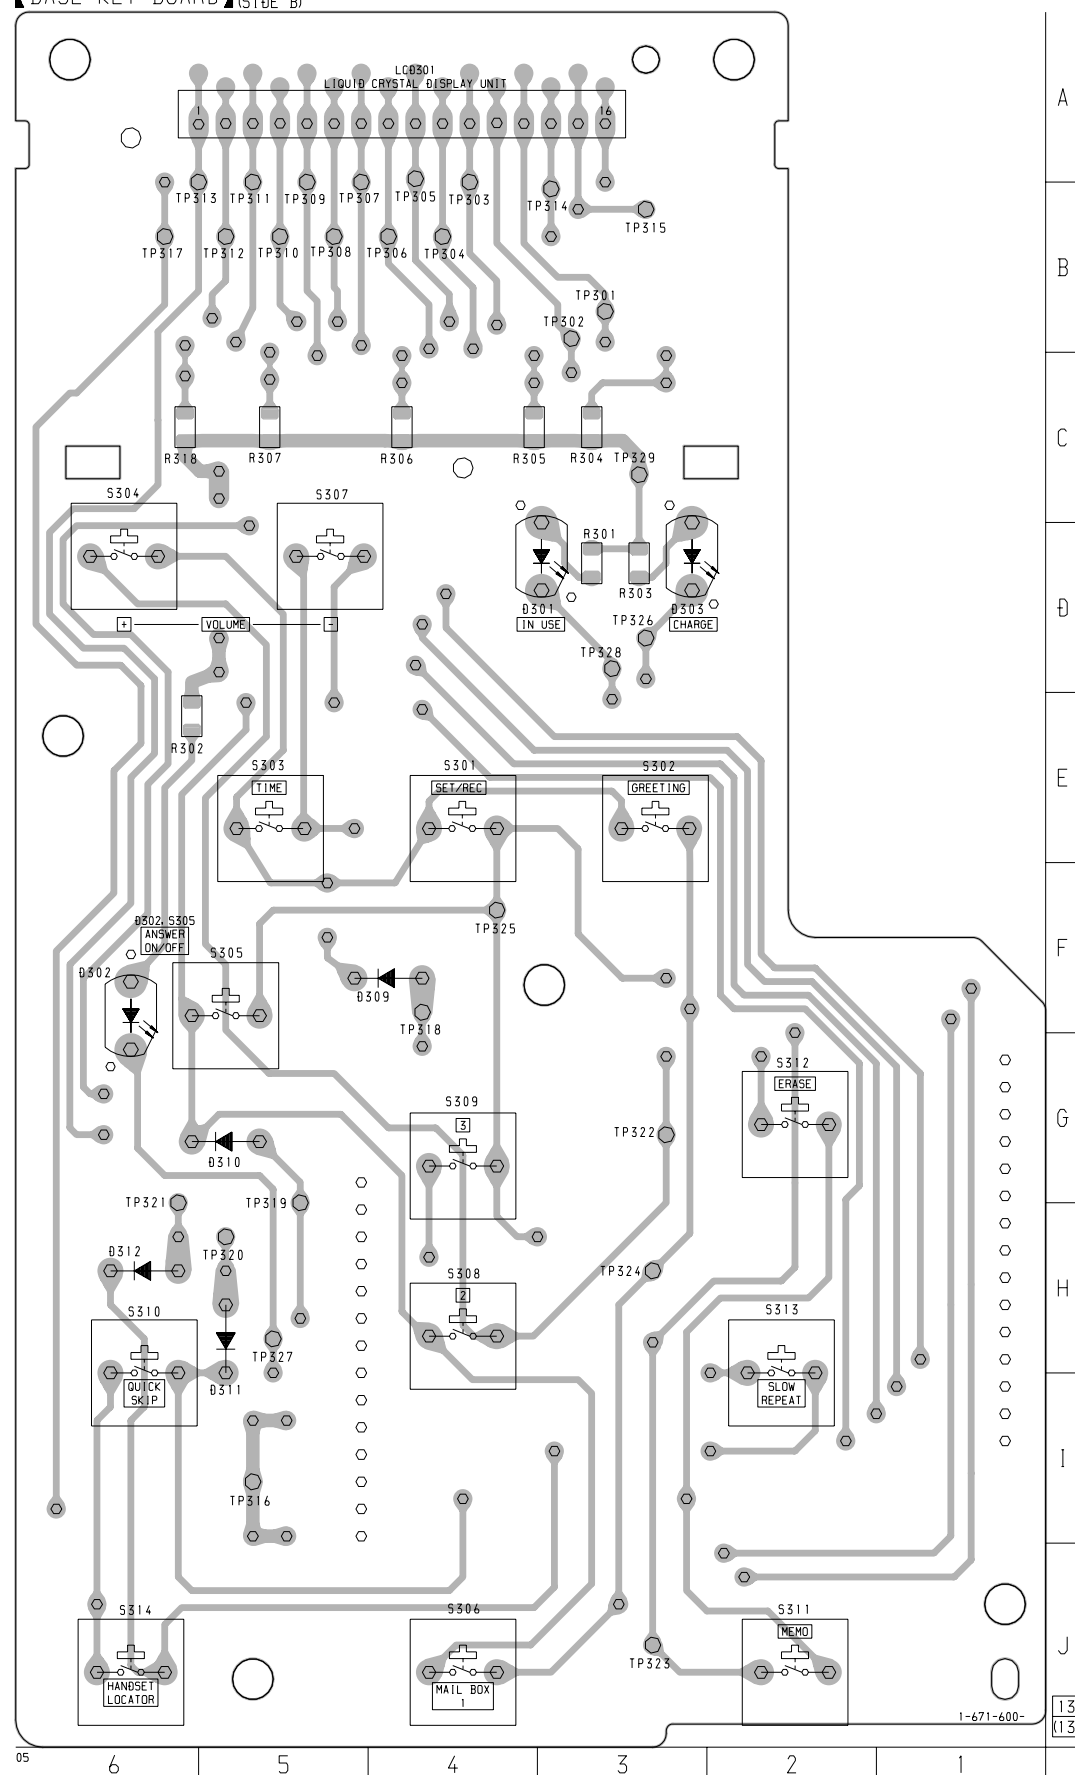 BASE KEY BOARD (SIDE B)
LCD301
LIQUID CRYSTAL DISPLAY UNIT
1 16
A
TP313 TP311 TP309 TP307 TP305 TP303 TP314 TP315
TP317 TP312 TP310 TP308 TP306 TP304
B
TP301
TP302
C
R318 R307 R306 R305 R304 TP329
S304 S307
R301
R303
D
D301 D303
+ VOLUME - IN USE TP326 CHARGE
TP328
R302
S303 S301 S302
E
TIME SET/REC GREETING
D302, S305
ANSWER
ON/OFF
TP325
F
S305
D302
D309
TP318
S312
ERASE
S309
3
G
TP322
D310
TP321 TP319
D312 TP320
S308
TP324
H
2
S310 S313
TP327
QUICK
SKIP
D311
SLOW
REPEAT
I
TP316
S314 S306 S311
MEMO
J
TP323
HANDSET
LOCATOR
MAIL BOX
1
1-671-600-
13
(13
05
6 5 4 3 2 1